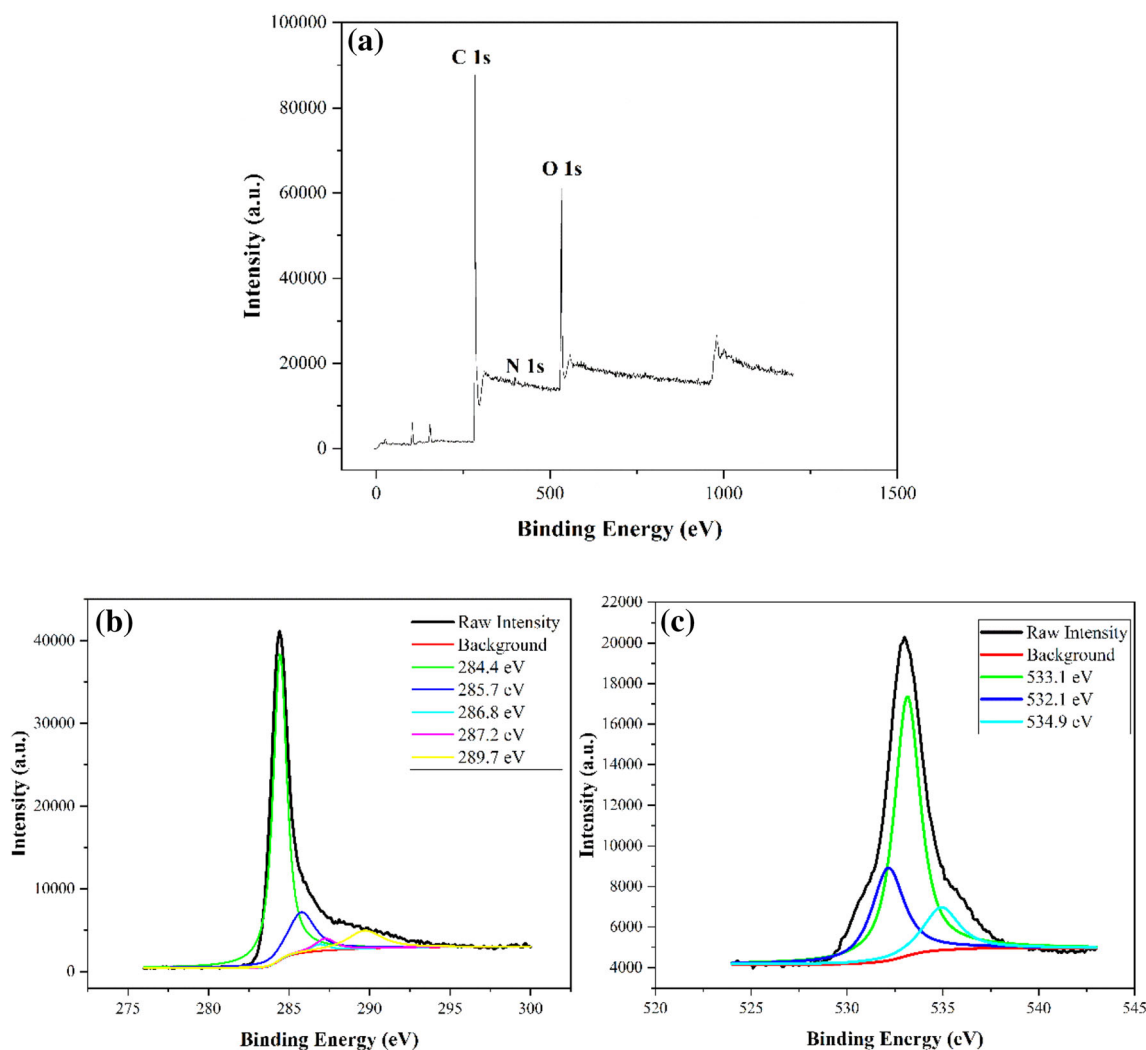 (a)
100000
80000
60000
40000
20000
0
Intensity (a.u.)
C 1s
O 1s
N 1s
0
500
1000
1500
Binding Energy (eV)
(b)
40000
30000
20000
10000
0
Intensity (a.u.)
Raw Intensity
Background
284.4 eV
285.7 eV
286.8 eV
287.2 eV
289.7 eV
275
280
285
290
295
300
Binding Energy (eV)
(c)
22000
20000
18000
16000
14000
12000
10000
8000
6000
4000
Intensity (a.u.)
Raw Intensity
Background
533.1 eV
532.1 eV
534.9 eV
520
525
530
535
540
545
Binding Energy (eV)